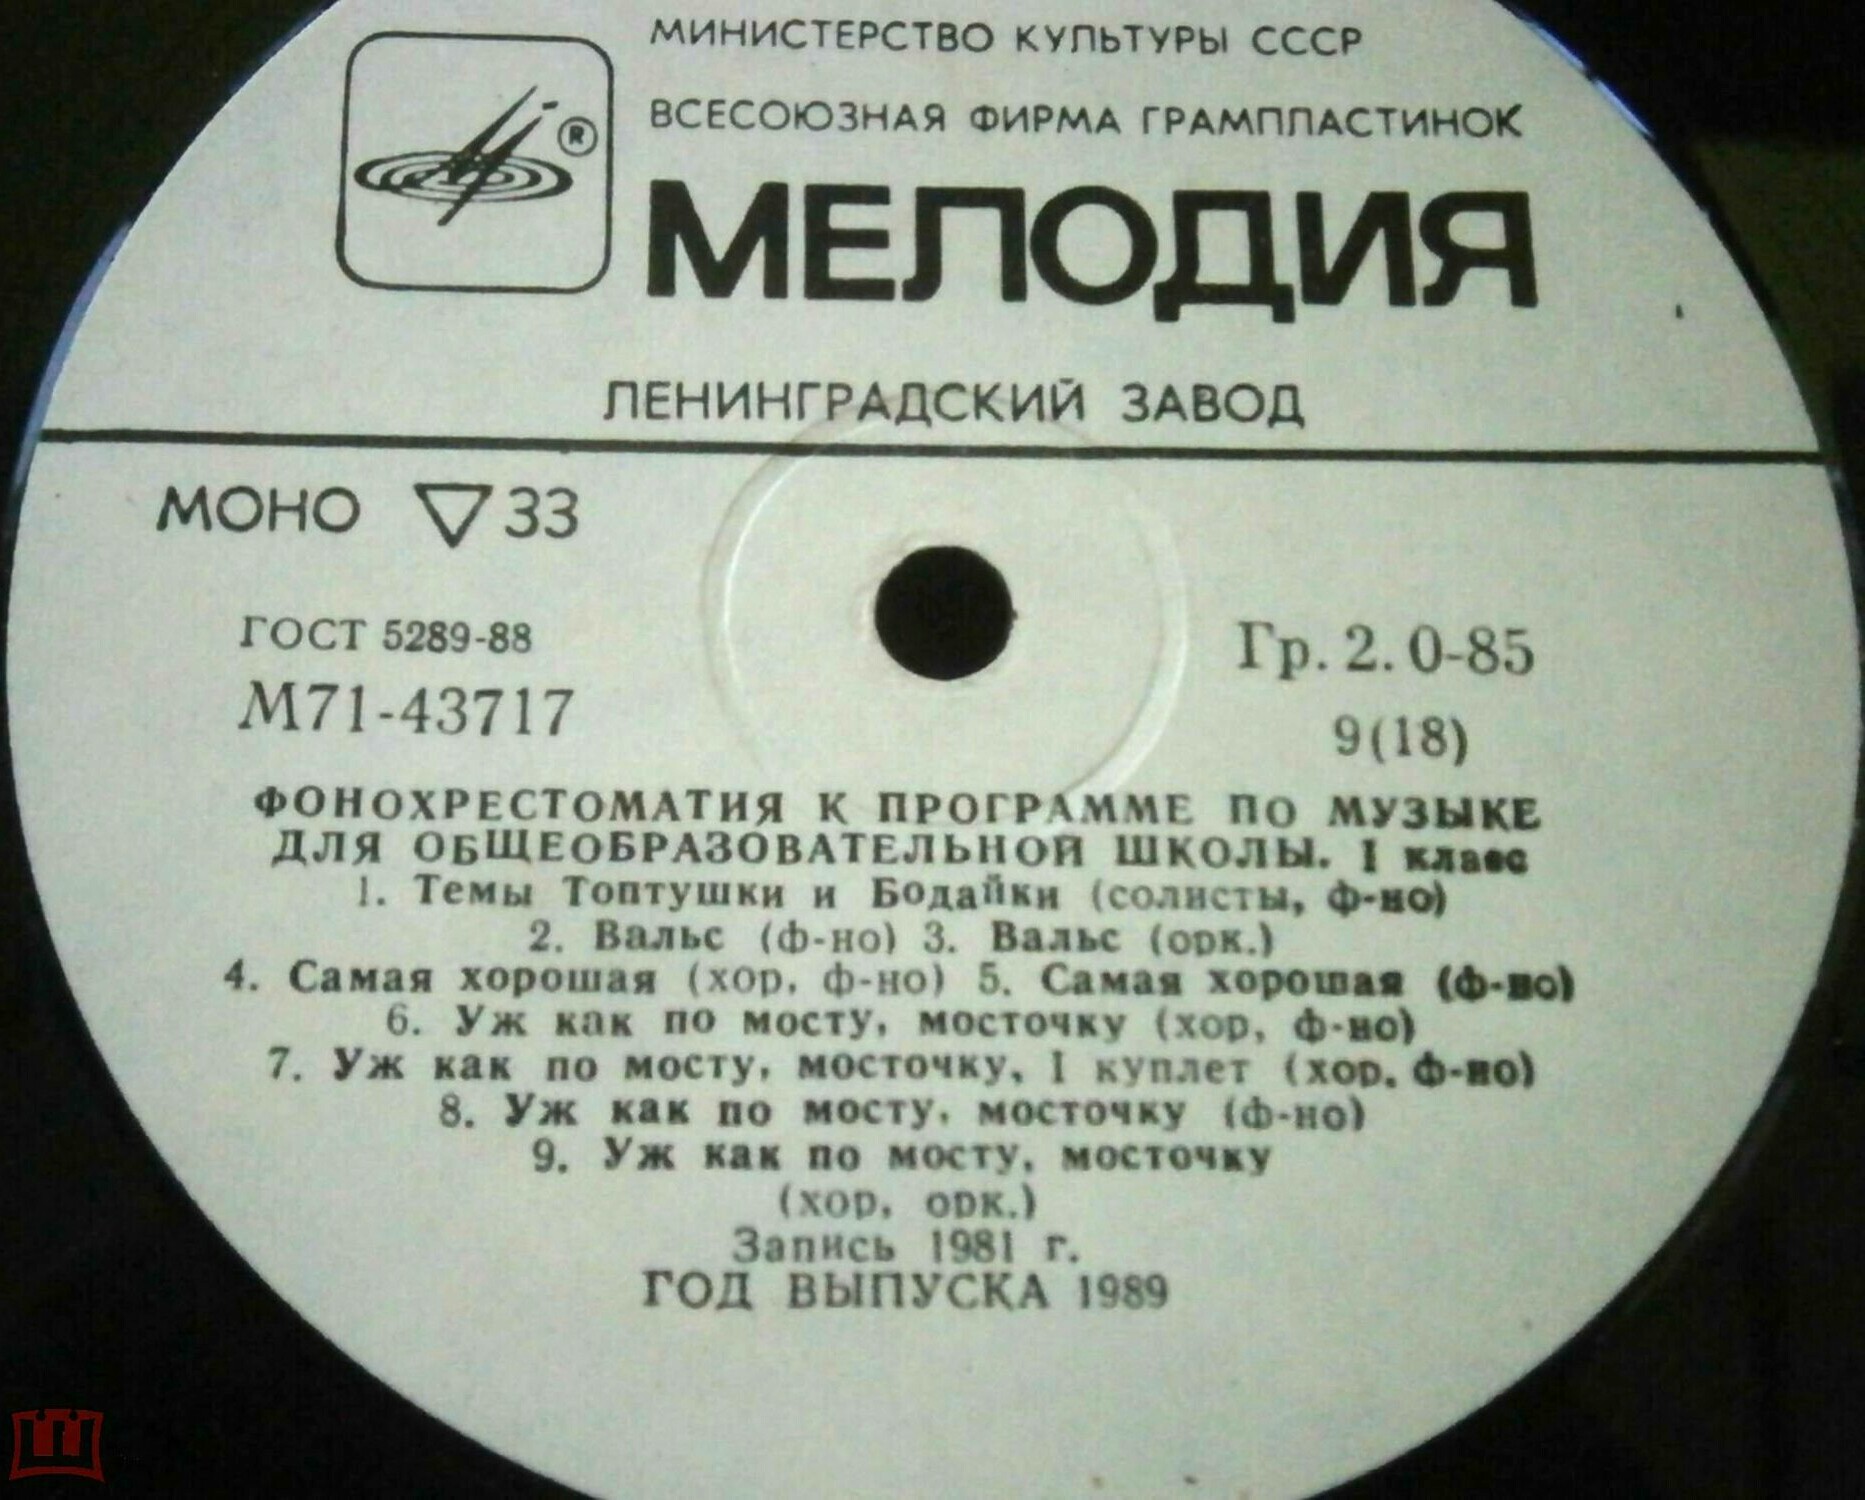 МИНИСТЕРСТВО КУЛЬТУРЫ СССР
ВСЕСОЮЗНАЯ ФИРМА ГРАМПЛАСТИНОК
®
МЕЛОДИЯ
ЛЕНИНГРАДСКИЙ ЗАВОД
МОНО ▽ 33
ГОСТ 5289-88
Гр. 2. 0-85
М71-43717
9(18)
ФОНОХРЕСТОМАТИЯ К ПРОГРАММЕ ПО МУЗЫКЕ
ДЛЯ ОБЩЕОБРАЗОВАТЕЛЬНОЙ ШКОЛЫ. I класс
1. Темы Топтушки и Бодайки (солисты, ф-но)
2. Вальс (ф-но) 3. Вальс (орк.)
4. Самая хорошая (хор, ф-но) 5. Самая хорошая (ф-но)
6. Уж как по мосту, мосточку (хор, ф-но)
7. Уж как по мосту, мосточку, I куплет (хор, ф-но)
8. Уж как по мосту, мосточку (ф-но)
9. Уж как по мосту, мосточку
(хор, орк.)
Запись 1981 г.
ГОД ВЫПУСКА 1989